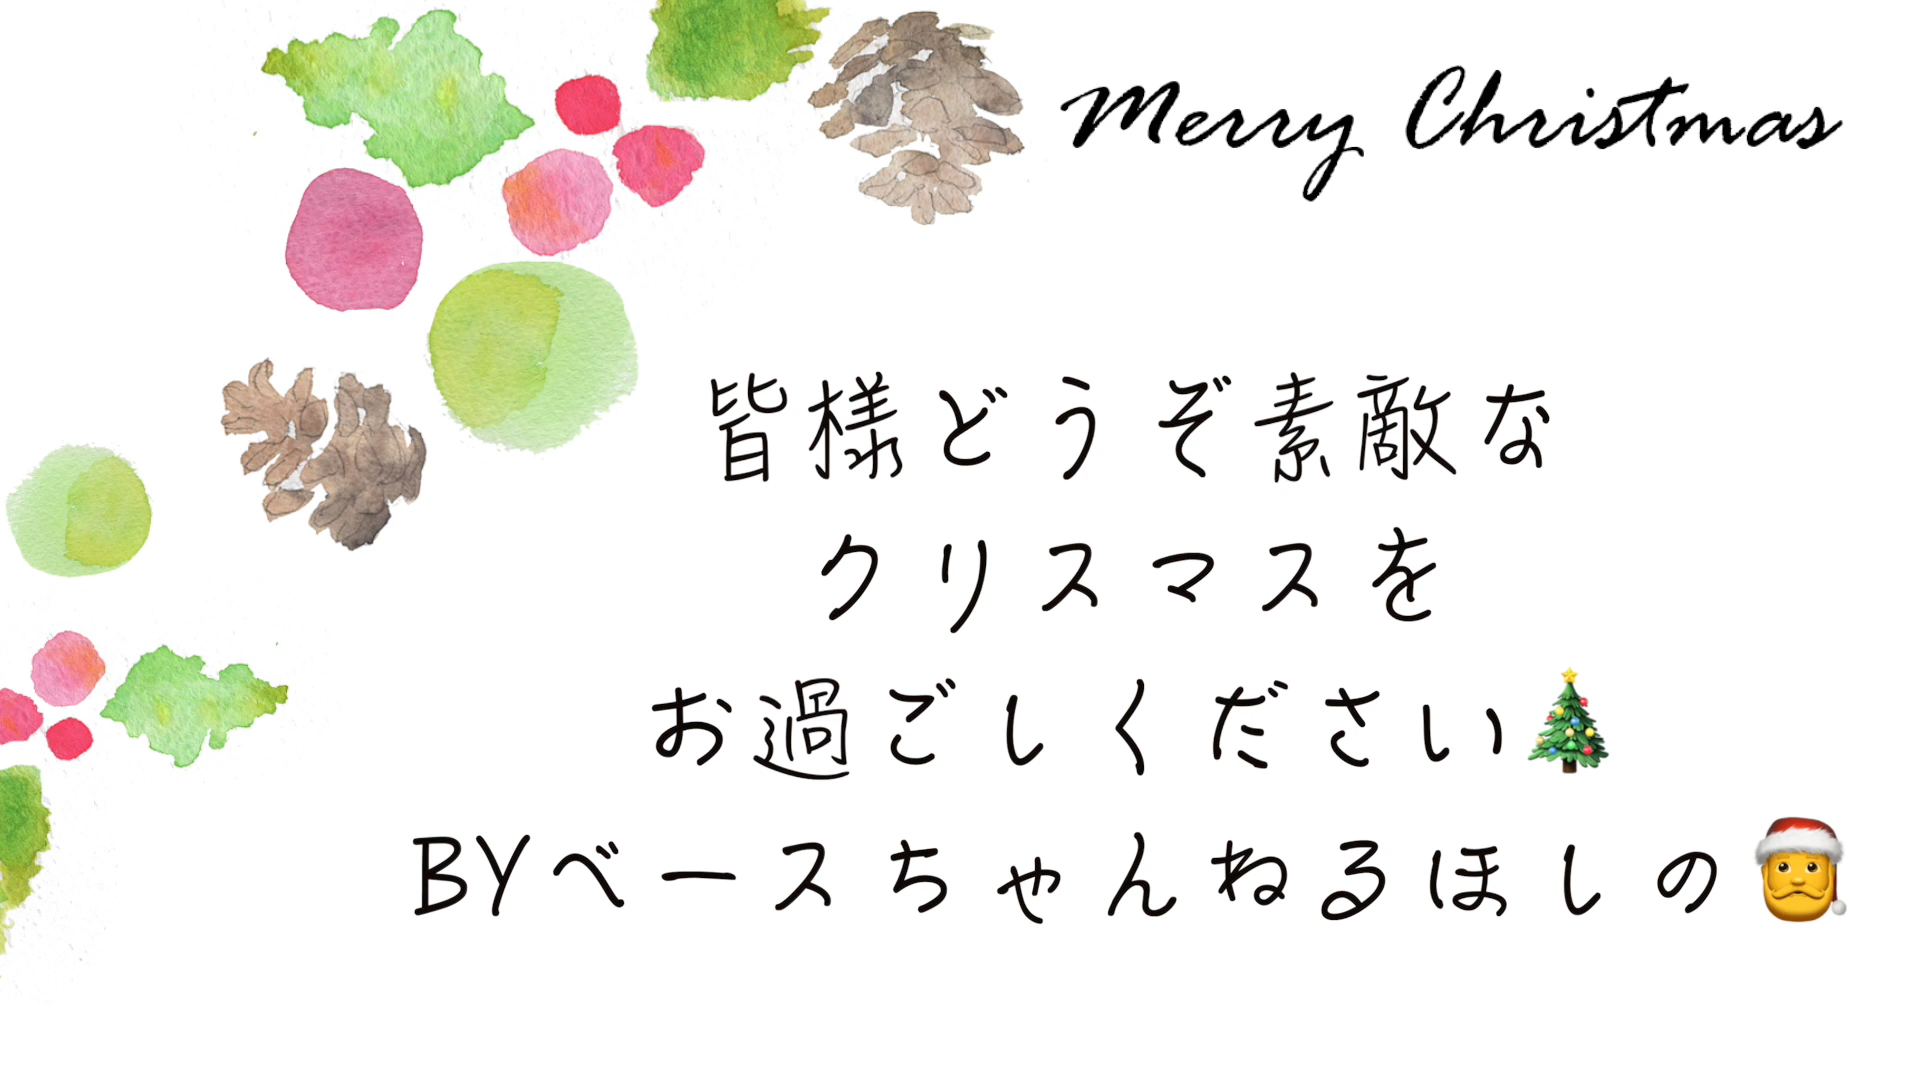 Merry Christmas
皆様どうぞ素敵な
クリスマスを
お過ごしください🎄
BYベースちゃんねるほしの🎅